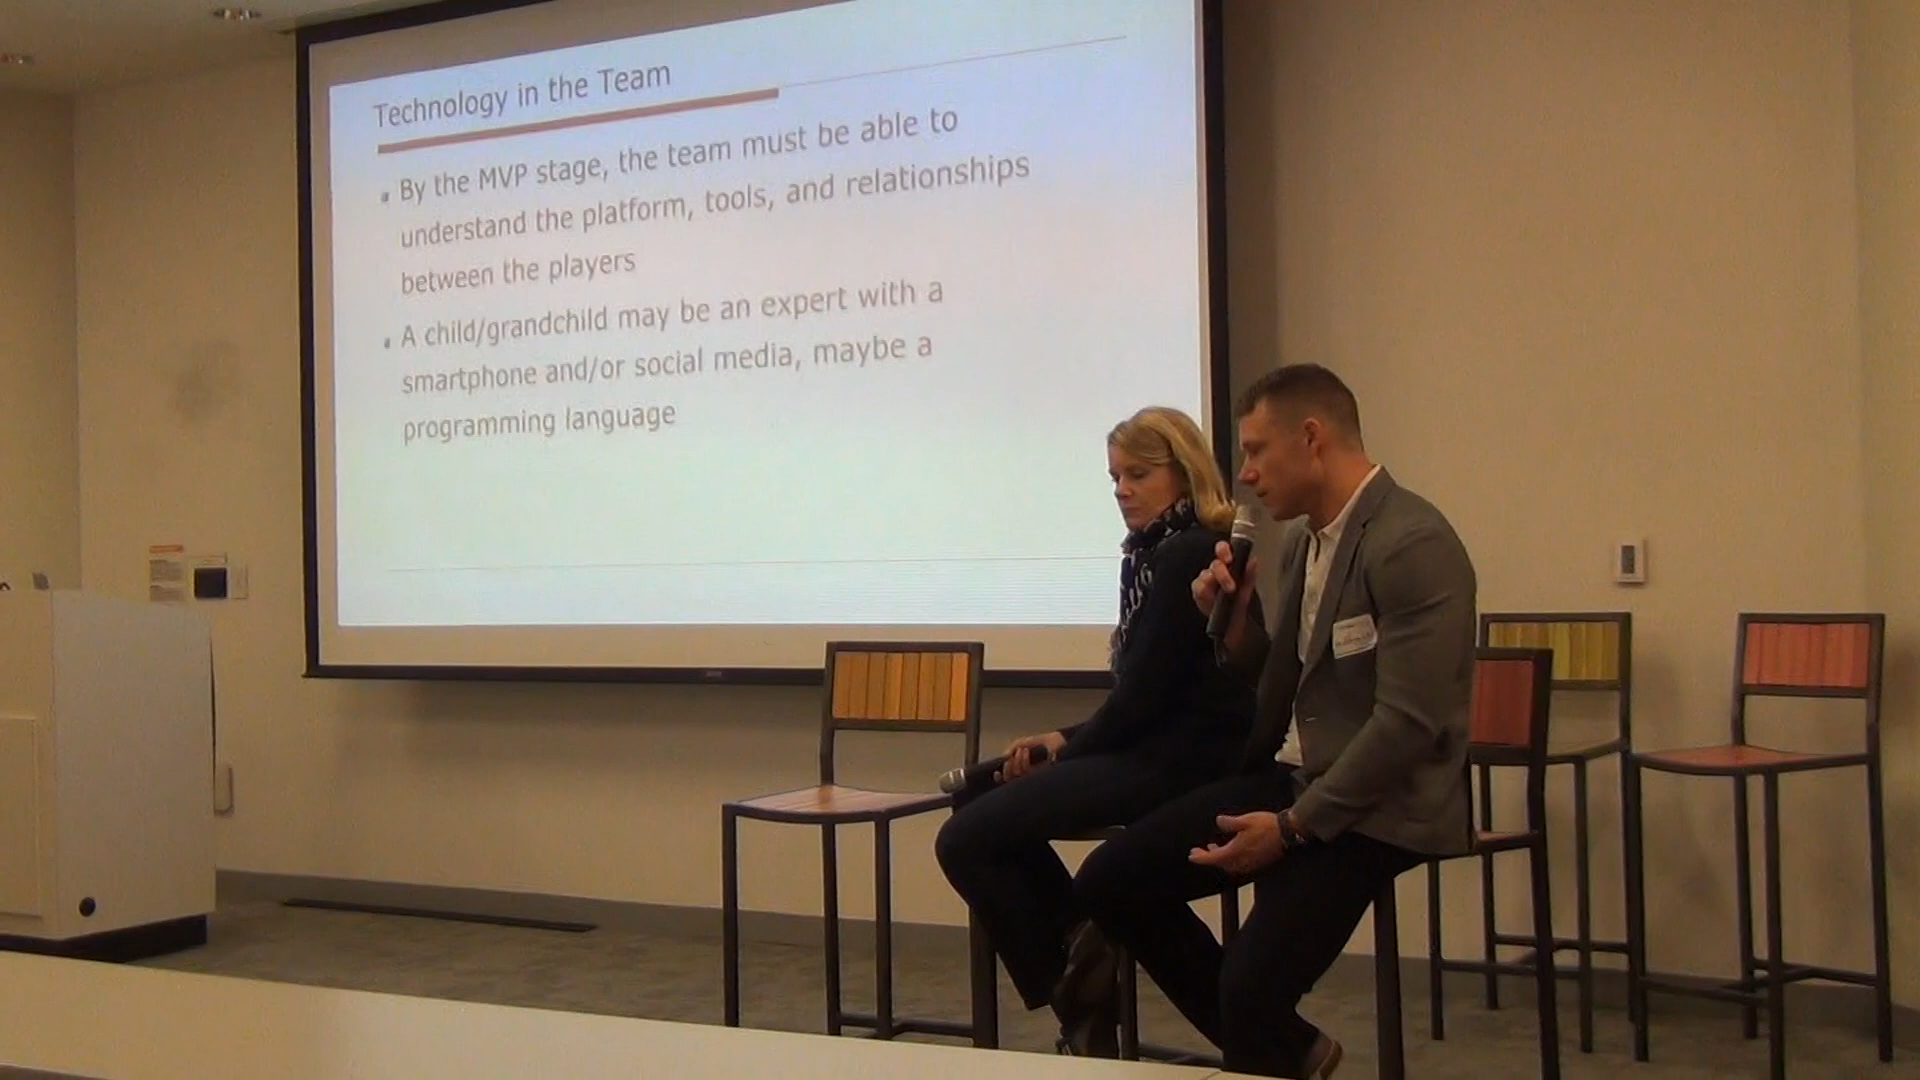 Technology in the Team
By the MVP stage, the team must be able to
understand the platform, tools, and relationships
between the players
A child/grandchild may be an expert with a
smartphone and/or social media, maybe a
programming language